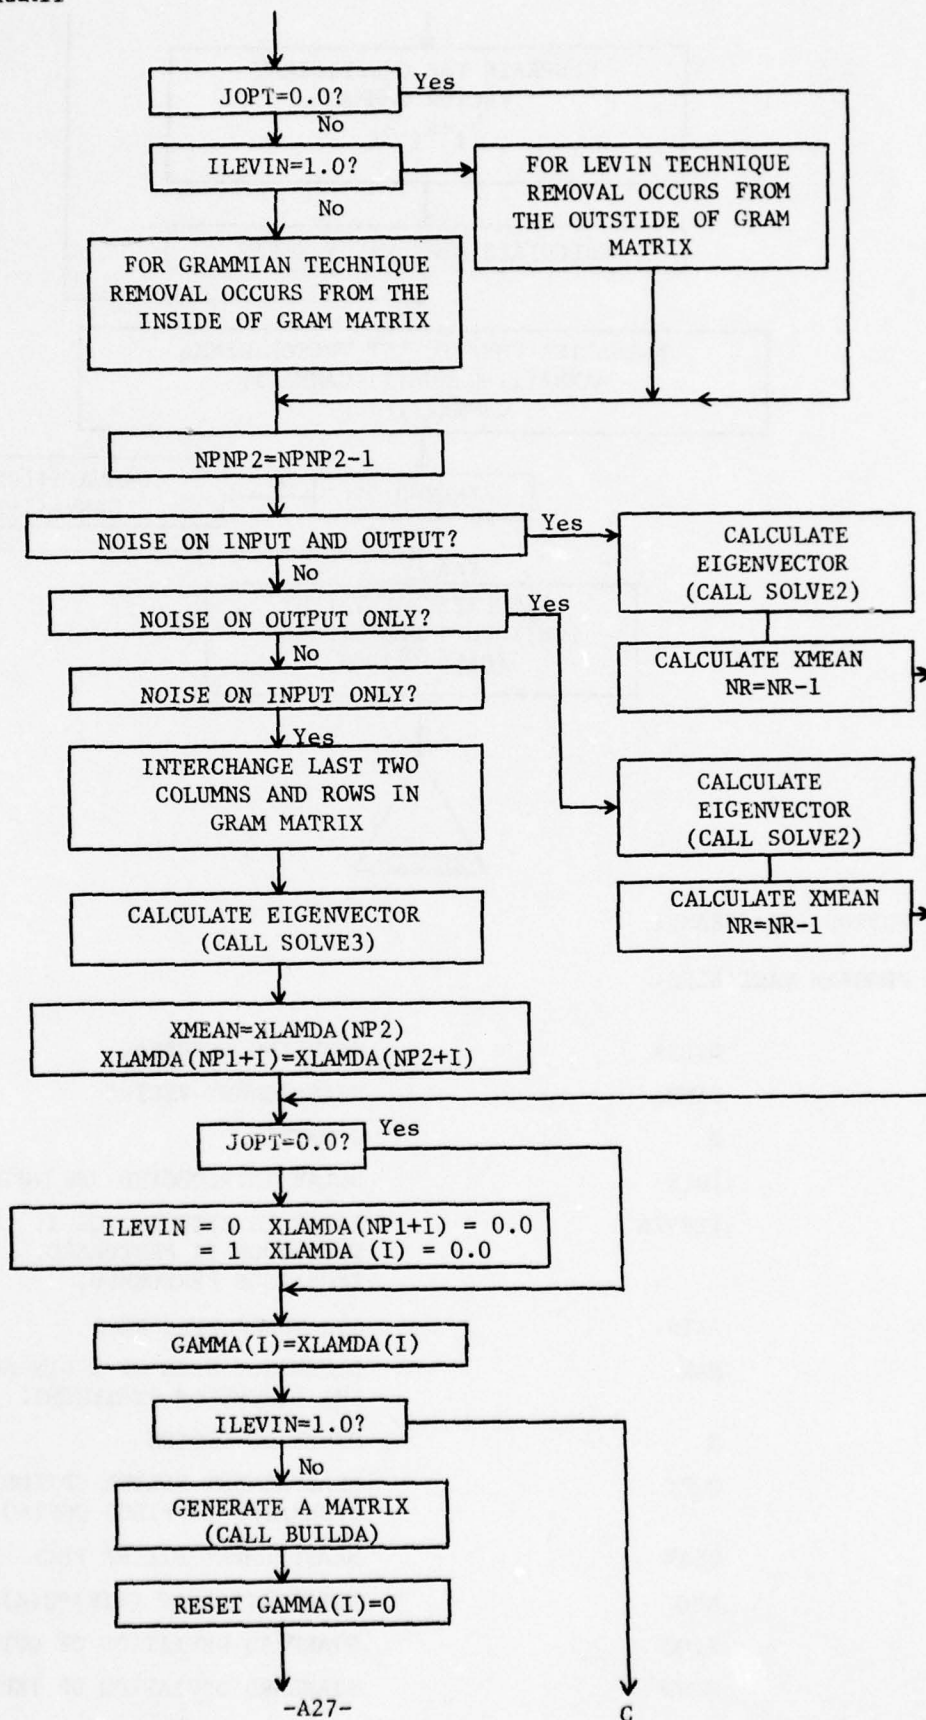 JOPT=0.0?
Yes
No
ILEVIN=1.0?
No
FOR LEVIN TECHNIQUE
REMOVAL OCCURS FROM
THE OUTSTIDE OF GRAM
MATRIX
FOR GRAMMIAN TECHNIQUE
REMOVAL OCCURS FROM THE
INSIDE OF GRAM MATRIX
NPNP2=NPNP2-1
NOISE ON INPUT AND OUTPUT?
Yes
No
CALCULATE
EIGENVECTOR
(CALL SOLVE2)
CALCULATE XMEAN
NR=NR-1
NOISE ON OUTPUT ONLY?
Yes
No
NOISE ON INPUT ONLY?
Yes
INTERCHANGE LAST TWO
COLUMNS AND ROWS IN
GRAM MATRIX
CALCULATE
EIGENVECTOR
(CALL SOLVE2)
CALCULATE XMEAN
NR=NR-1
CALCULATE EIGENVECTOR
(CALL SOLVE3)
XMEAN=XLAMDA(NP2)
XLAMDA(NP1+I)=XLAMDA(NP2+I)
JOPT=0.0?
Yes
ILEVIN = 0 XLAMDA(NP1+I) = 0.0
= 1 XLAMDA (I) = 0.0
GAMMA(I)=XLAMDA(I)
ILEVIN=1.0?
No
GENERATE A MATRIX
(CALL BUILDA)
RESET GAMMA(I)=0
-A27-
C